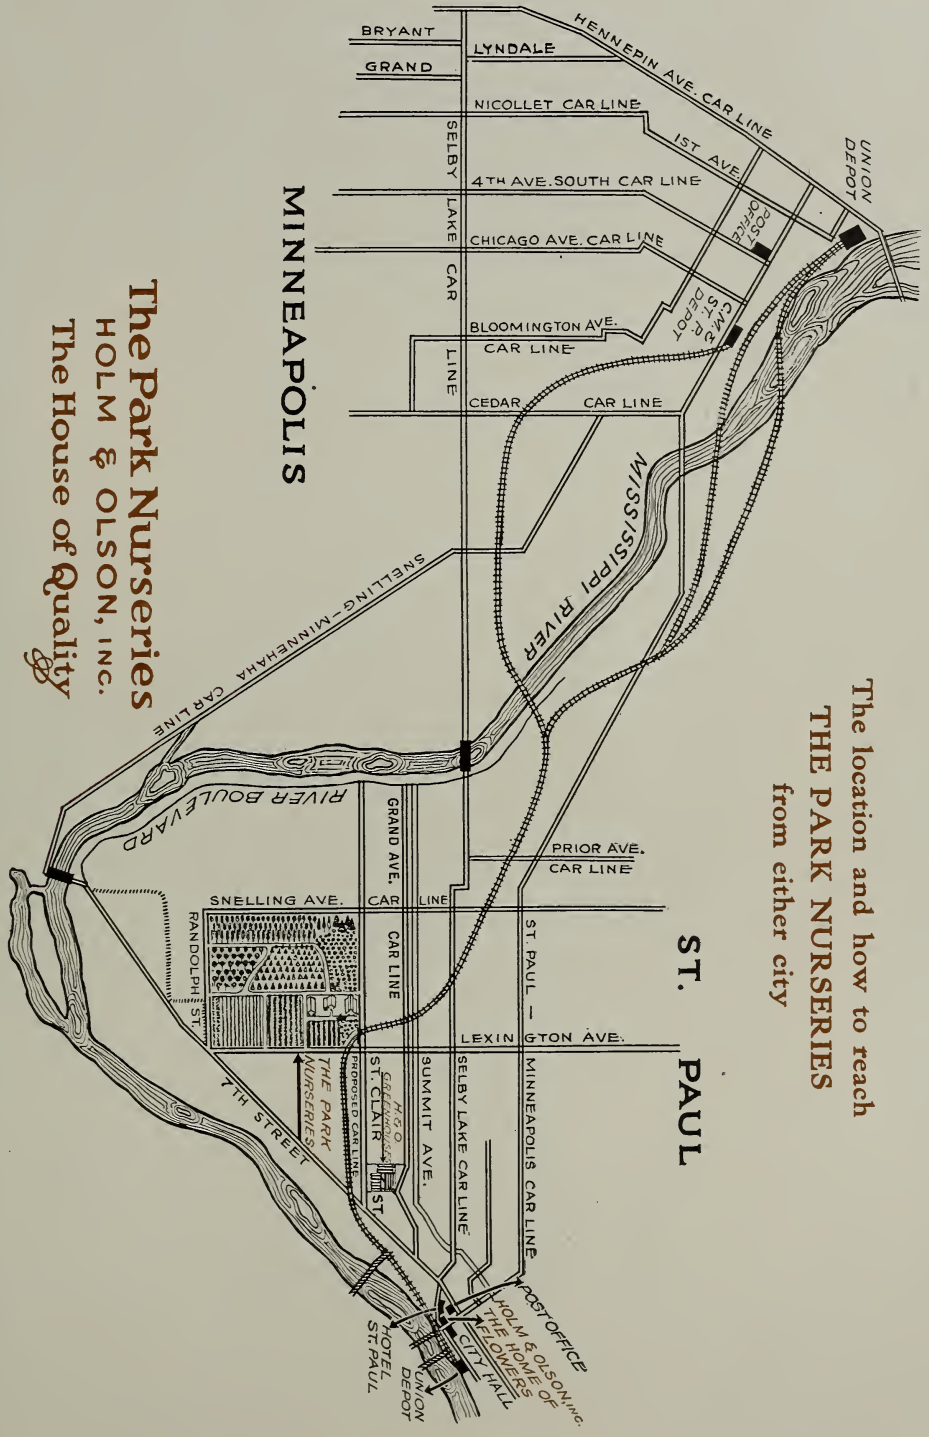 The location and how to reach
THE PARK NURSERIES
from either city
UNION
DEPOT
HENNEPIN AVE. CAR LINE
BRYANT
LYNDALE
GRAND
NICOLLET CAR LINE
1ST AVE.
4TH AVE. SOUTH CAR LINE
POST
OFFICE
CHICAGO AVE. CAR LINE
C.M. & ST. P.
DEPOT
BLOOMINGTON AVE.
CAR LINE
CEDAR CAR LINE
SELBY LAKE CAR LINE
MINNEAPOLIS
MISSISSIPPI RIVER
SNELLING-MINNEHAHA CAR LINE
RIVER BOULEVARD
GRAND AVE. CAR LINE
PRIOR AVE.
CAR LINE
SNELLING AVE. CAR LINE
RANDOLPH ST.
ST. PAUL
ST. PAUL — MINNEAPOLIS CAR LINE
LEXINGTON AVE.
SELBY LAKE CAR LINE
SUMMIT AVE.
H. & O.
GREENHOUSES
ST. CLAIR ST.
PROPOSED CAR LINE
THE PARK
NURSERIES
7TH STREET
POST OFFICE
HOLM & OLSON, INC.
THE HOME OF
FLOWERS
CITY HALL
HOTEL
ST. PAUL
UNION
DEPOT
The Park Nurseries
HOLM & OLSON, INC.
The House of Quality